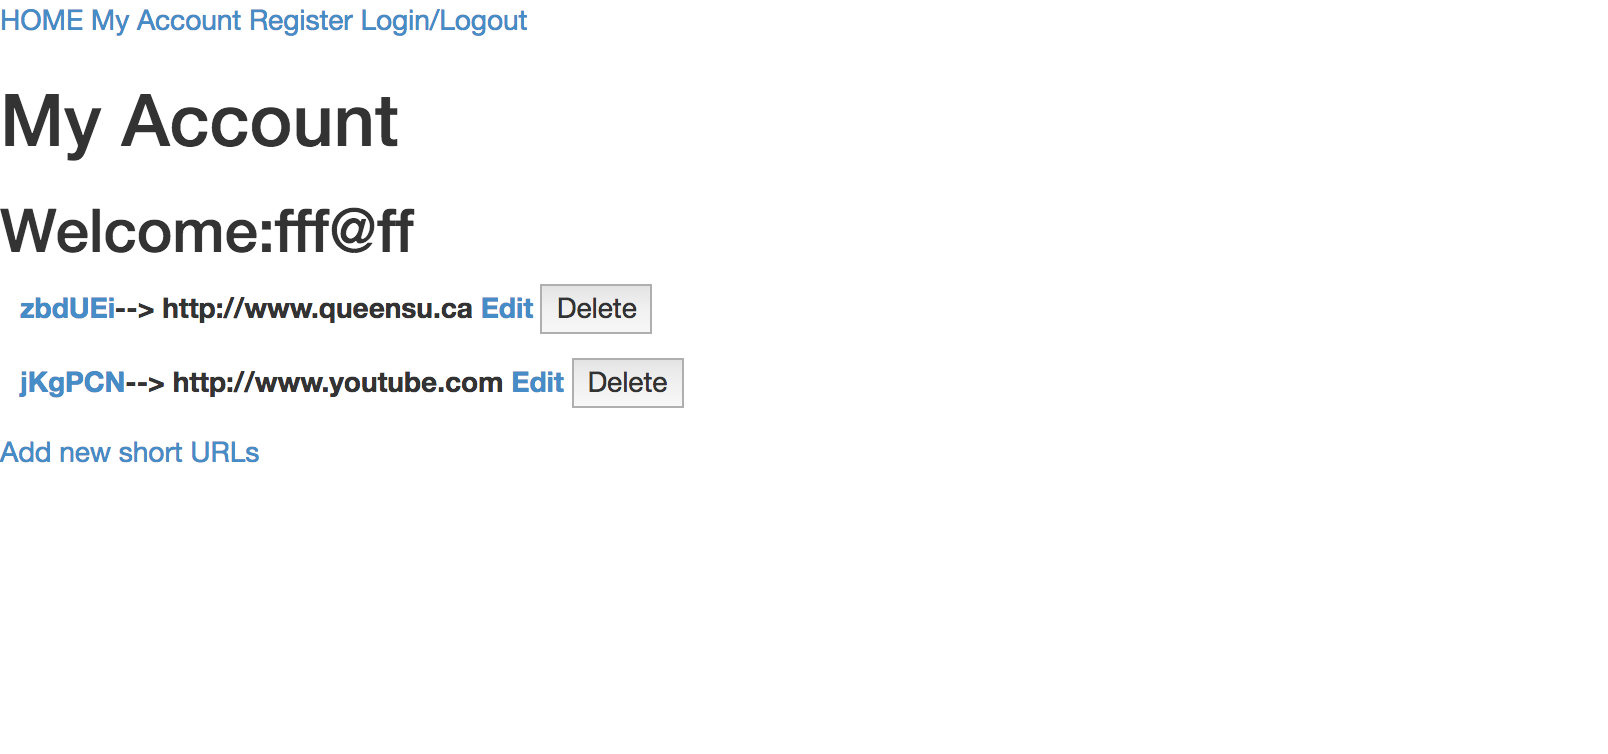 HOME My Account Register Login/Logout
My Account
Welcome:fff@ff
zbdUEi--> http://www.queensu.ca Edit Delete
jKgPCN--> http://www.youtube.com Edit Delete
Add new short URLs